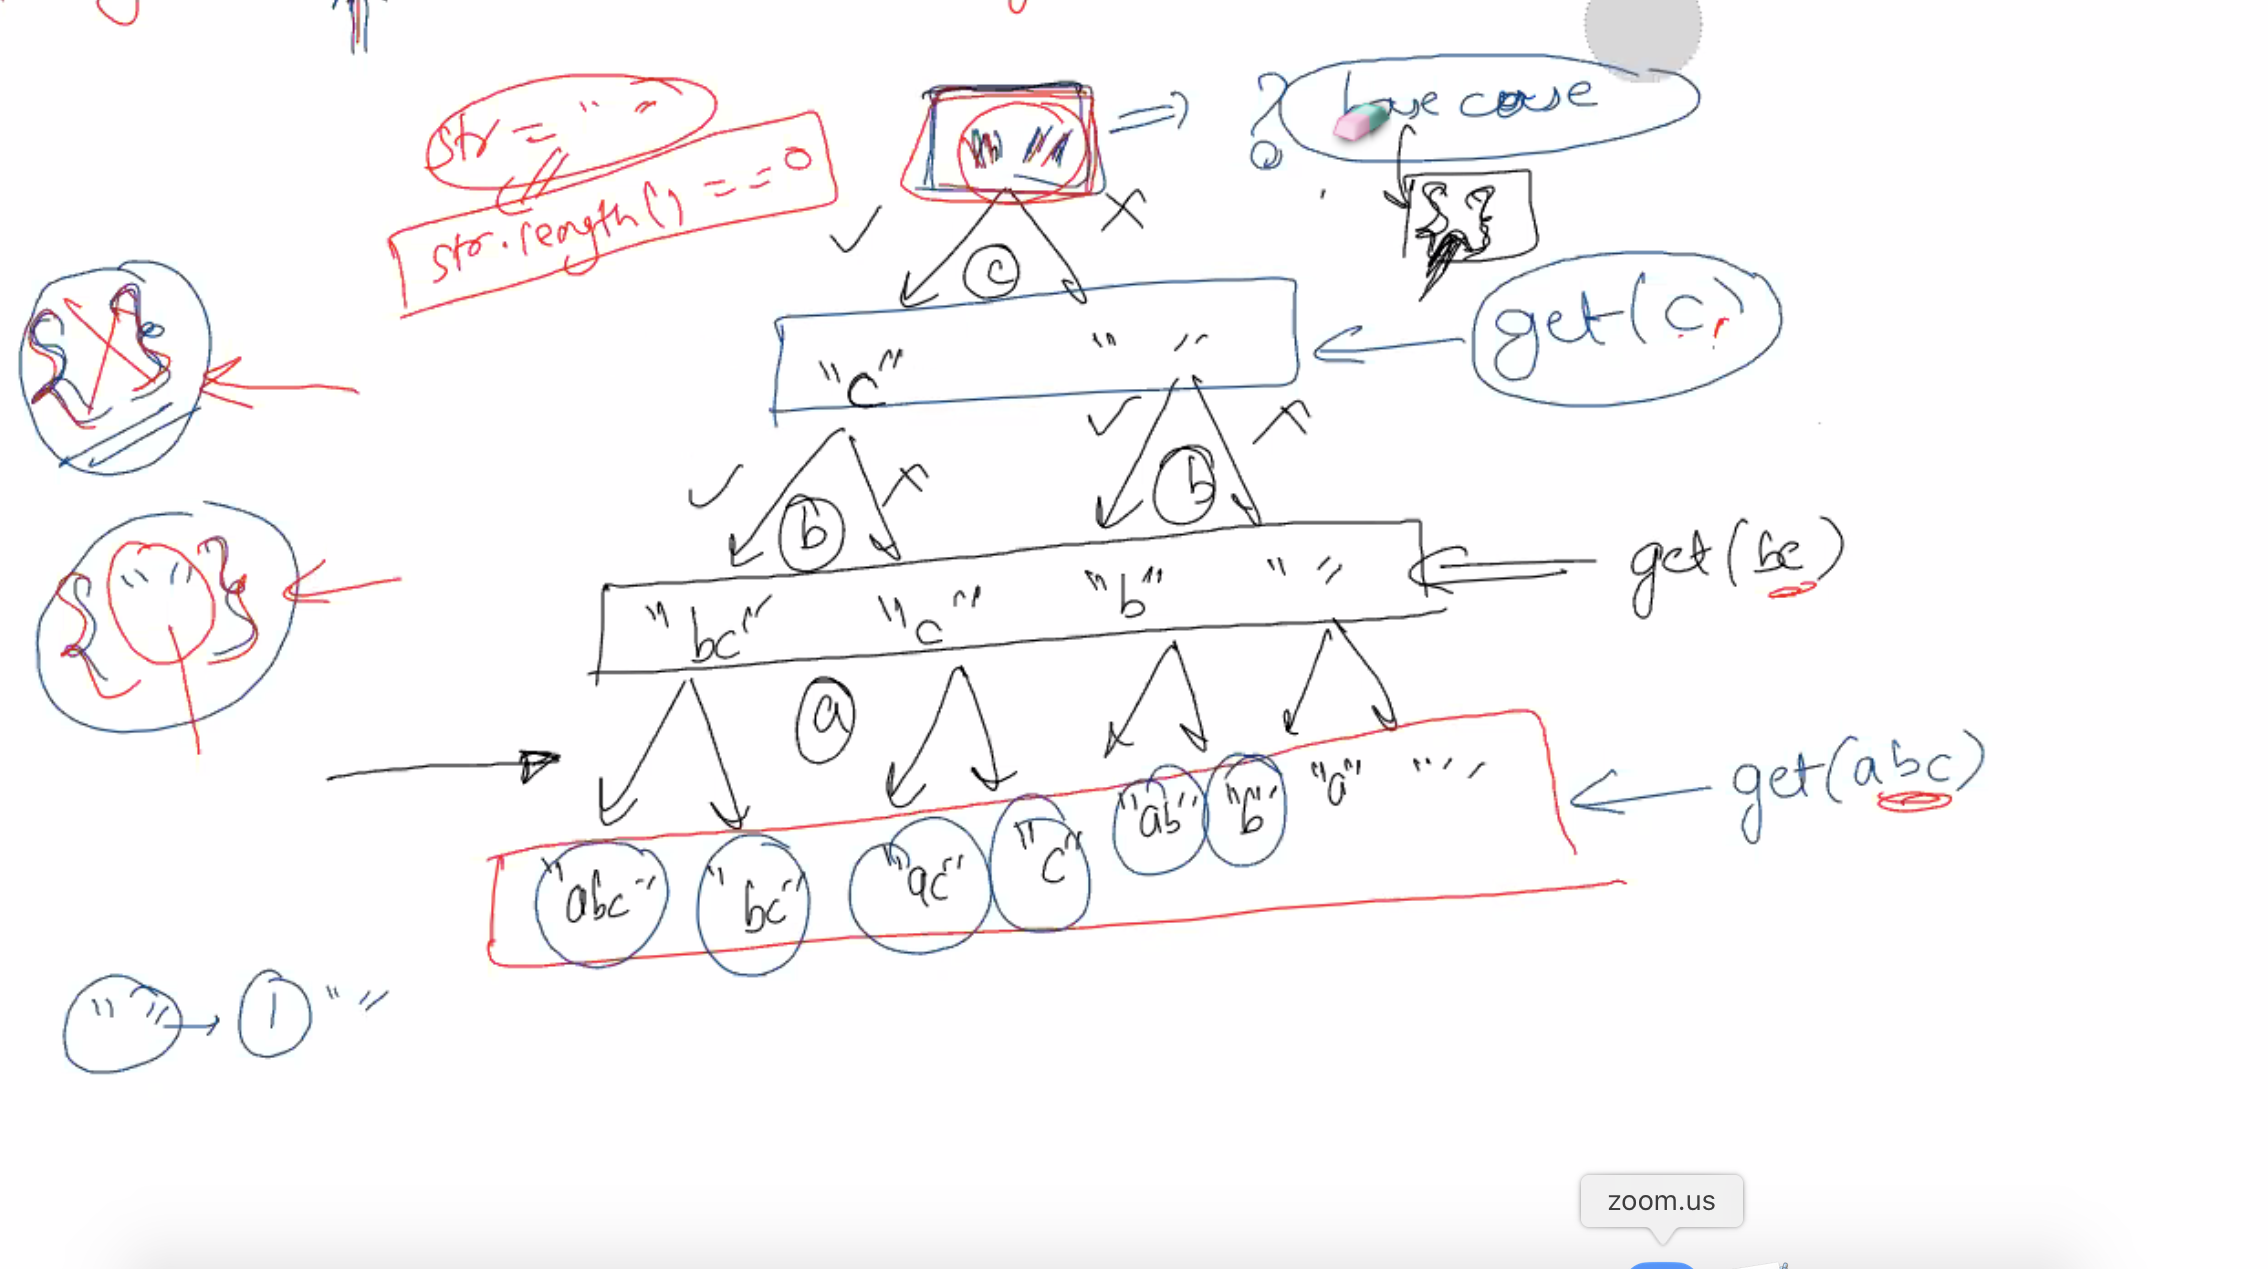 str = " "
" "
? base case
str.length() == 0
{ }
✓
X
c
"c" " "
get(c)
✓ X
✓ X
b
b
{ }
"bc" "c" "b" " "
get(bc)
{ " " }
a
"abc" "bc" "ac" "c" "ab" "b" "a" " "
get(abc)
" " → 1 " "
zoom.us